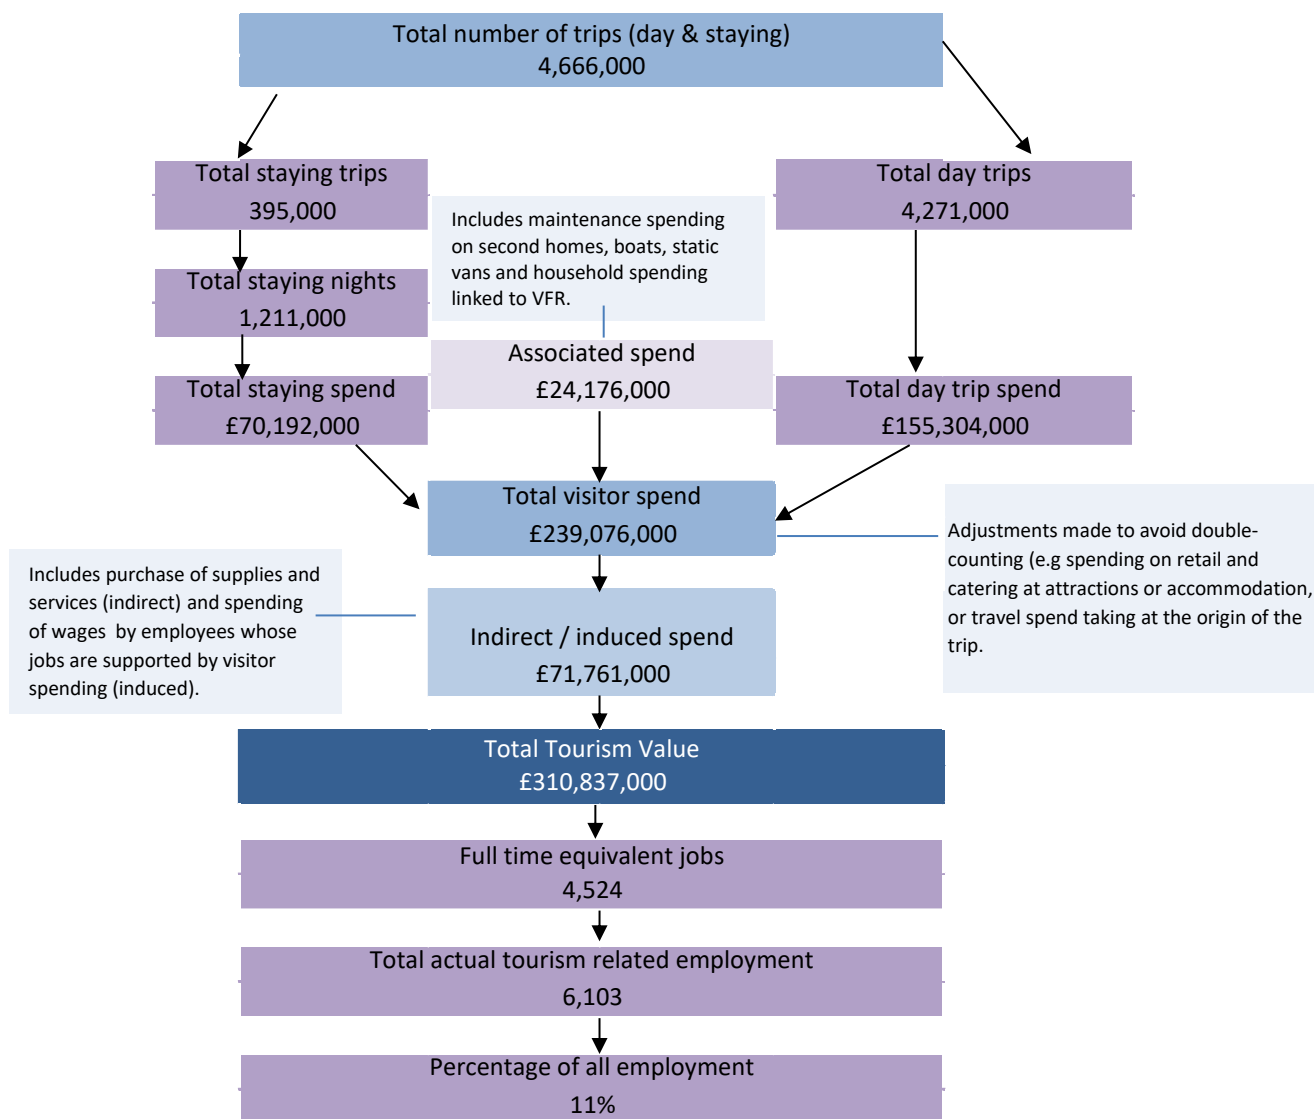 Total number of trips (day & staying)
4,666,000
Total staying trips
395,000
Total day trips
4,271,000
Includes maintenance spending
on second homes, boats, static
vans and household spending
linked to VFR.
Total staying nights
1,211,000
Associated spend
£24,176,000
Total staying spend
£70,192,000
Total day trip spend
£155,304,000
Total visitor spend
£239,076,000
Adjustments made to avoid double-
counting (e.g spending on retail and
catering at attractions or accommodation,
or travel spend taking at the origin of the
trip.
Includes purchase of supplies and
services (indirect) and spending
of wages  by employees whose
jobs are supported by visitor
spending (induced).
Indirect / induced spend
£71,761,000
Total Tourism Value
£310,837,000
Full time equivalent jobs
4,524
Total actual tourism related employment
6,103
Percentage of all employment
11%